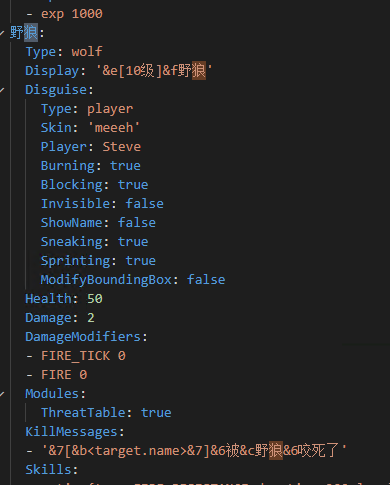 - exp 1000
野狼:
Type: wolf
Display: '&e[10级]&f野狼'
Disguise:
Type: player
Skin: 'meeeh'
Player: Steve
Burning: true
Blocking: true
Invisible: false
ShowName: false
Sneaking: true
Sprinting: true
ModifyBoundingBox: false
Health: 50
Damage: 2
DamageModifiers:
- FIRE_TICK 0
- FIRE 0
Modules:
ThreatTable: true
KillMessages:
- '&7[&b<target.name>&7]&6被&c野狼&6咬死了'
Skills: